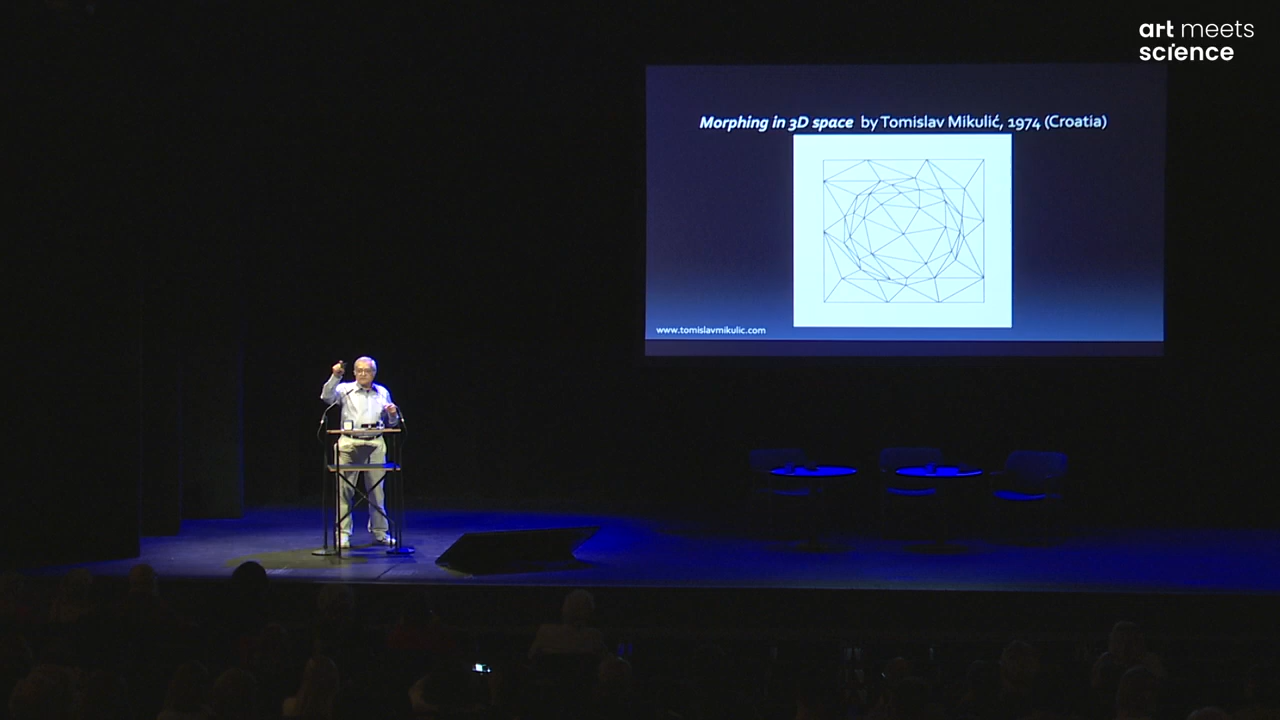 art meets
science
Morphing in 3D space by Tomislav Mikulić, 1974 (Croatia)
www.tomislavmikulic.com